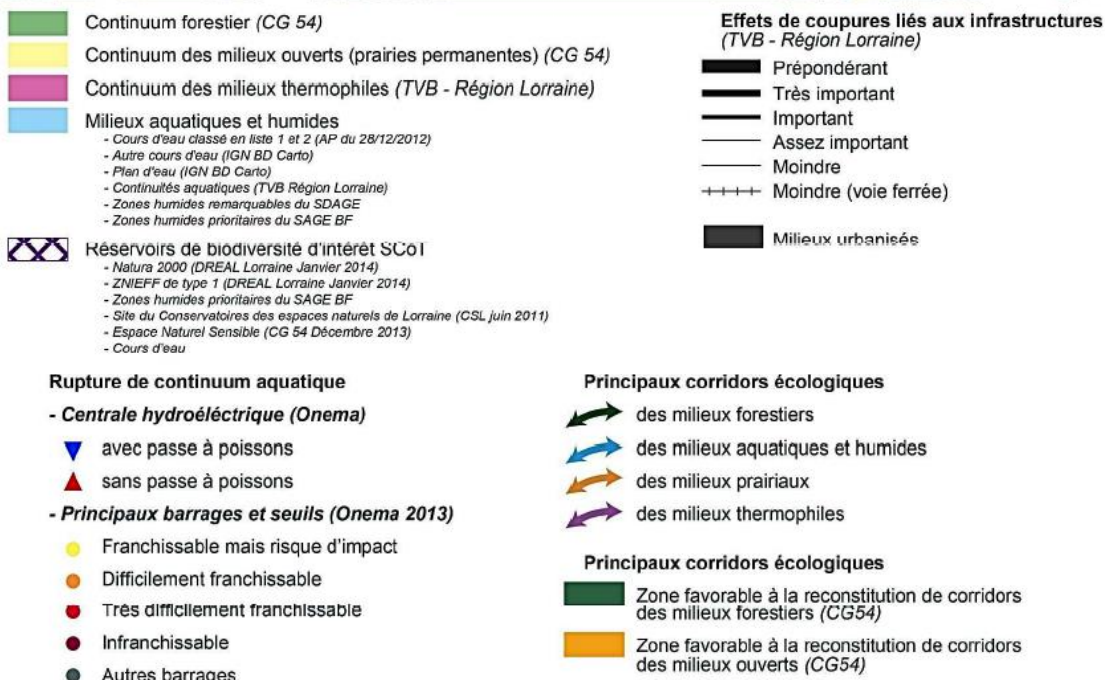 Continuum forestier (CG 54)
Continuum des milieux ouverts (prairies permanentes) (CG 54)
Continuum des milieux thermophiles (TVB - Région Lorraine)
Milieux aquatiques et humides
- Cours d'eau classé en liste 1 et 2 (AP du 28/12/2012)
- Autre cours d'eau (IGN BD Carto)
- Plan d'eau (IGN BD Carto)
- Continuités aquatiques (TVB Région Lorraine)
- Zones humides remarquables du SDAGE
- Zones humides prioritaires du SAGE BF
Réservoirs de biodiversité d'intérêt SCoT
- Natura 2000 (DREAL Lorraine Janvier 2014)
- ZNIEFF de type 1 (DREAL Lorraine Janvier 2014)
- Zones humides prioritaires du SAGE BF
- Site du Conservatoires des espaces naturels de Lorraine (CSL juin 2011)
- Espace Naturel Sensible (CG 54 Décembre 2013)
- Cours d'eau
Effets de coupures liés aux infrastructures
(TVB - Région Lorraine)
Prépondérant
Très important
Important
Assez important
Moindre
Moindre (voie ferrée)
Milieux urbanisés
Rupture de continuum aquatique
- Centrale hydroéléctrique (Onema)
avec passe à poissons
sans passe à poissons
- Principaux barrages et seuils (Onema 2013)
Franchissable mais risque d'impact
Difficilement franchissable
Très difficilement franchissable
Infranchissable
Autres barrages
Principaux corridors écologiques
des milieux forestiers
des milieux aquatiques et humides
des milieux prairiaux
des milieux thermophiles
Principaux corridors écologiques
Zone favorable à la reconstitution de corridors
des milieux forestiers (CG54)
Zone favorable à la reconstitution de corridors
des milieux ouverts (CG54)